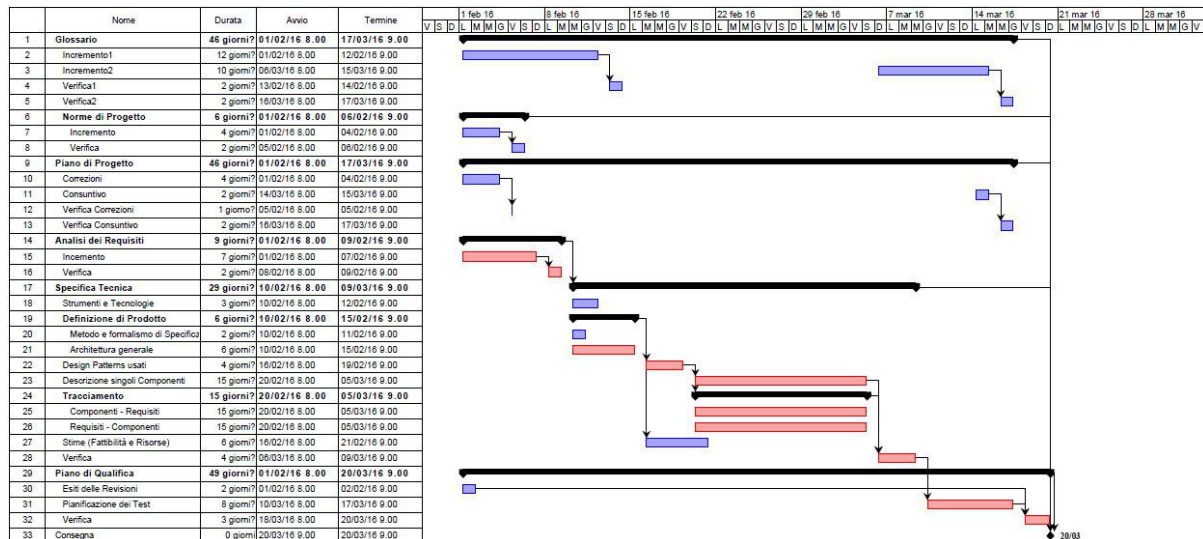 Nome Durata Avvio Termine
1 feb 16 8 feb 16 15 feb 16 22 feb 16 29 feb 16 7 mar 16 14 mar 16 21 mar 16 28 mar 16
V S D L M M G V S D L M M G V S D L M M G V S D L M M G V S D L M M G V S D L M M G V S D L M M G V S D L M M G V S D L M M G V
1 Glossario 46 giorni? 01/02/16 8.00 17/03/16 9.00
2 Incremento1 12 giorni? 01/02/16 8.00 12/02/16 9.00
3 Incremento2 10 giorni? 06/03/16 8.00 15/03/16 9.00
4 Verifica1 2 giorni? 13/02/16 8.00 14/02/16 9.00
5 Verifica2 2 giorni? 16/03/16 8.00 17/03/16 9.00
6 Norme di Progetto 6 giorni? 01/02/16 8.00 06/02/16 9.00
7 Incremento 4 giorni? 01/02/16 8.00 04/02/16 9.00
8 Verifica 2 giorni? 05/02/16 8.00 06/02/16 9.00
9 Piano di Progetto 46 giorni? 01/02/16 8.00 17/03/16 9.00
10 Correzioni 4 giorni? 01/02/16 8.00 04/02/16 9.00
11 Consuntivo 2 giorni? 14/03/16 8.00 15/03/16 9.00
12 Verifica Correzioni 1 giorno? 05/02/16 8.00 05/02/16 9.00
13 Verifica Consuntivo 2 giorni? 16/03/16 8.00 17/03/16 9.00
14 Analisi dei Requisiti 9 giorni? 01/02/16 8.00 09/02/16 9.00
15 Incemento 7 giorni? 01/02/16 8.00 07/02/16 9.00
16 Verifica 2 giorni? 08/02/16 8.00 09/02/16 9.00
17 Specifica Tecnica 29 giorni? 10/02/16 8.00 09/03/16 9.00
18 Strumenti e Tecnologie 3 giorni? 10/02/16 8.00 12/02/16 9.00
19 Definizione di Prodotto 6 giorni? 10/02/16 8.00 15/02/16 9.00
20 Metodo e formalismo di Specifica 2 giorni? 10/02/16 8.00 11/02/16 9.00
21 Architettura generale 6 giorni? 10/02/16 8.00 15/02/16 9.00
22 Design Patterns usati 4 giorni? 16/02/16 8.00 19/02/16 9.00
23 Descrizione singoli Componenti 15 giorni? 20/02/16 8.00 05/03/16 9.00
24 Tracciamento 15 giorni? 20/02/16 8.00 05/03/16 9.00
25 Componenti - Requisiti 15 giorni? 20/02/16 8.00 05/03/16 9.00
26 Requisiti - Componenti 15 giorni? 20/02/16 8.00 05/03/16 9.00
27 Stime (Fattibilità e Risorse) 6 giorni? 16/02/16 8.00 21/02/16 9.00
28 Verifica 4 giorni? 06/03/16 8.00 09/03/16 9.00
29 Piano di Qualifica 49 giorni? 01/02/16 8.00 20/03/16 9.00
30 Esiti delle Revisioni 2 giorni? 01/02/16 8.00 02/02/16 9.00
31 Pianificazione dei Test 8 giorni? 10/03/16 8.00 17/03/16 9.00
32 Verifica 3 giorni? 18/03/16 8.00 20/03/16 9.00
33 Consegna 0 giorni 20/03/16 9.00 20/03/16 9.00 20/03